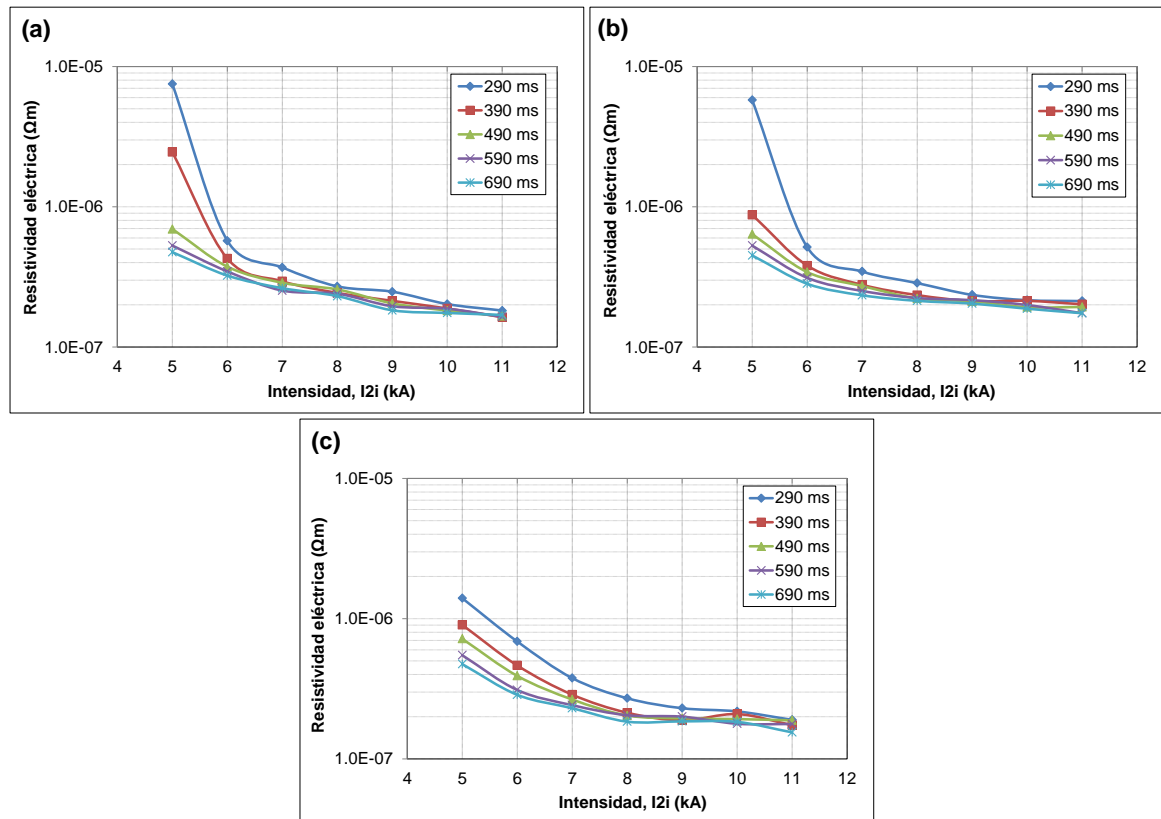 (a)
Resistividad eléctrica (Ωm)
1.0E-05
1.0E-06
1.0E-07
4 5 6 7 8 9 10 11 12
Intensidad, I2i (kA)
290 ms
390 ms
490 ms
590 ms
690 ms
(b)
Resistividad eléctrica (Ωm)
1.0E-05
1.0E-06
1.0E-07
4 5 6 7 8 9 10 11 12
Intensidad, I2i (kA)
290 ms
390 ms
490 ms
590 ms
690 ms
(c)
Resistividad eléctrica (Ωm)
1.0E-05
1.0E-06
1.0E-07
4 5 6 7 8 9 10 11 12
Intensidad, I2i (kA)
290 ms
390 ms
490 ms
590 ms
690 ms